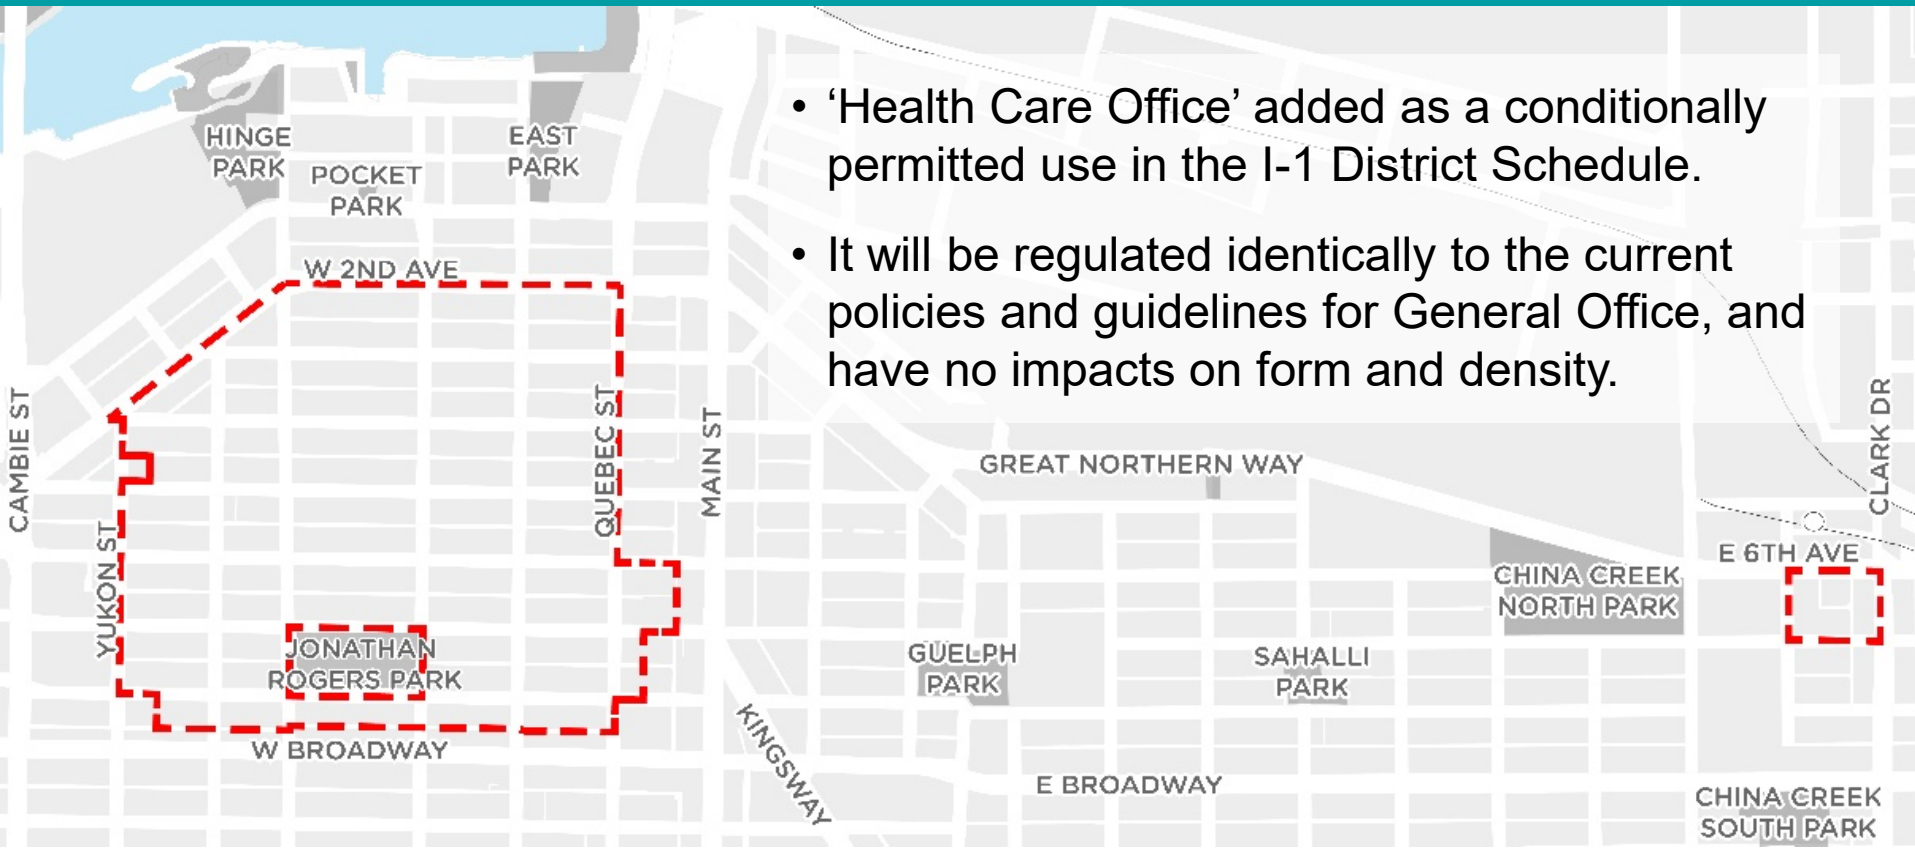 • ‘Health Care Office’ added as a conditionally
permitted use in the I-1 District Schedule.
• It will be regulated identically to the current
policies and guidelines for General Office, and
have no impacts on form and density.
HINGE
PARK
POCKET
PARK
EAST
PARK
W 2ND AVE
CAMBIE ST
YUKON ST
QUEBEC ST
MAIN ST
GREAT NORTHERN WAY
CLARK DR
E 6TH AVE
CHINA CREEK
NORTH PARK
JONATHAN
ROGERS PARK
GUELPH
PARK
SAHALLI
PARK
KINGSWAY
W BROADWAY
E BROADWAY
CHINA CREEK
SOUTH PARK